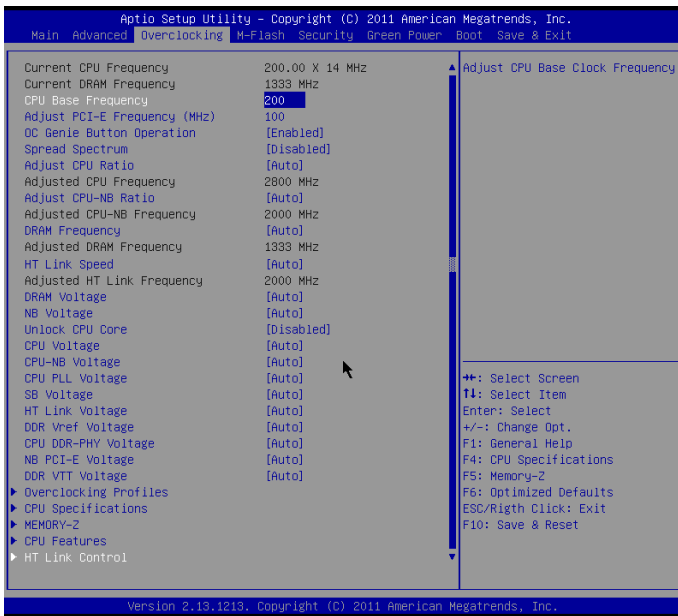 Aptio Setup Utility – Copyright (C) 2011 American Megatrends, Inc.
Main Advanced Overclocking M-Flash Security Green Power Boot Save & Exit
Current CPU Frequency 200.00 X 14 MHz
Current DRAM Frequency 1333 MHz
CPU Base Frequency 200
Adjust PCI-E Frequency (MHz) 100
OC Genie Button Operation [Enabled]
Spread Spectrum [Disabled]
Adjust CPU Ratio [Auto]
Adjusted CPU Frequency 2800 MHz
Adjust CPU-NB Ratio [Auto]
Adjusted CPU-NB Frequency 2000 MHz
DRAM Frequency [Auto]
Adjusted DRAM Frequency 1333 MHz
HT Link Speed [Auto]
Adjusted HT Link Frequency 2000 MHz
DRAM Voltage [Auto]
NB Voltage [Auto]
Unlock CPU Core [Disabled]
CPU Voltage [Auto]
CPU-NB Voltage [Auto]
CPU PLL Voltage [Auto]
SB Voltage [Auto]
HT Link Voltage [Auto]
DDR Vref Voltage [Auto]
CPU DDR-PHY Voltage [Auto]
NB PCI-E Voltage [Auto]
DDR VTT Voltage [Auto]
Overclocking Profiles
CPU Specifications
MEMORY-Z
CPU Features
HT Link Control
Adjust CPU Base Clock Frequency
→←: Select Screen
↑↓: Select Item
Enter: Select
+/-: Change Opt.
F1: General Help
F4: CPU Specifications
F5: Memory-Z
F6: Optimized Defaults
ESC/Rigth Click: Exit
F10: Save & Reset
Version 2.13.1213. Copyright (C) 2011 American Megatrends, Inc.